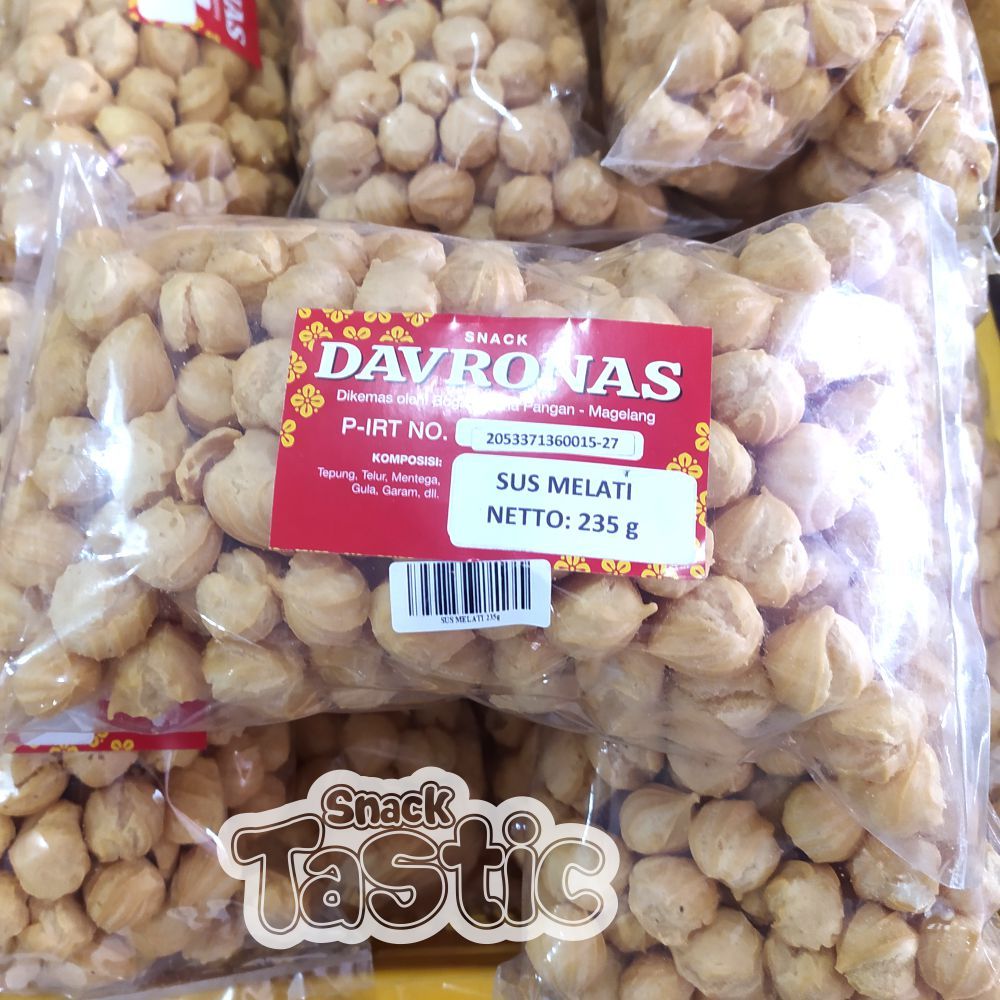 NAS
SNACK
DAVRONAS
Dikemas oleh Pangan - Magelang
P-IRT NO. 2053371360015-27
KOMPOSISI:
Tepung, Telur, Mentega,
Gula, Garam, dll.
SUS MELATI
NETTO: 235 g
SUS MELATI 235g
Snack
Tastic